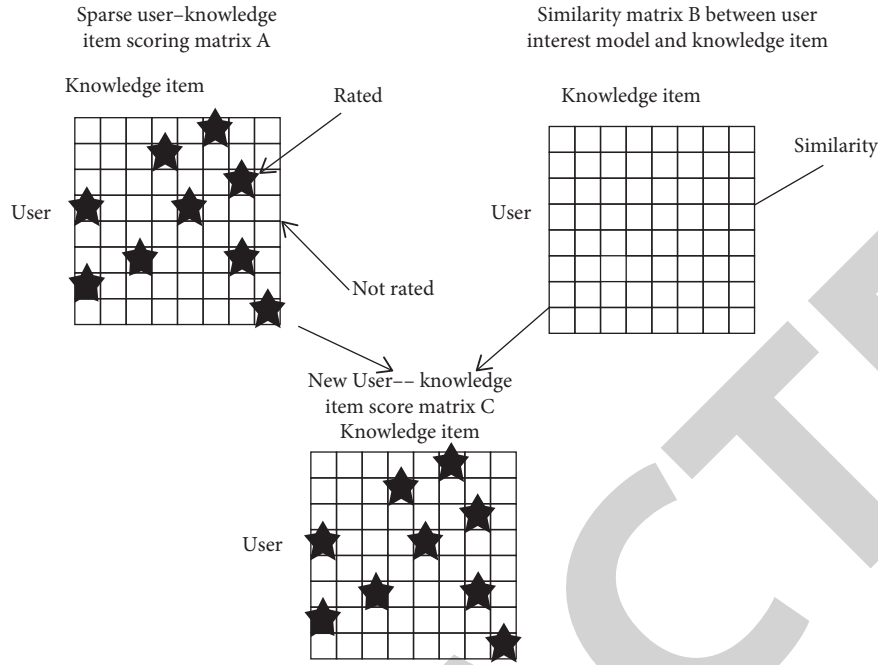 Sparse user–knowledge
item scoring matrix A
Similarity matrix B between user
interest model and knowledge item
Knowledge item
Rated
Knowledge item
Similarity
User
User
Not rated
New User–– knowledge
item score matrix C
Knowledge item
User